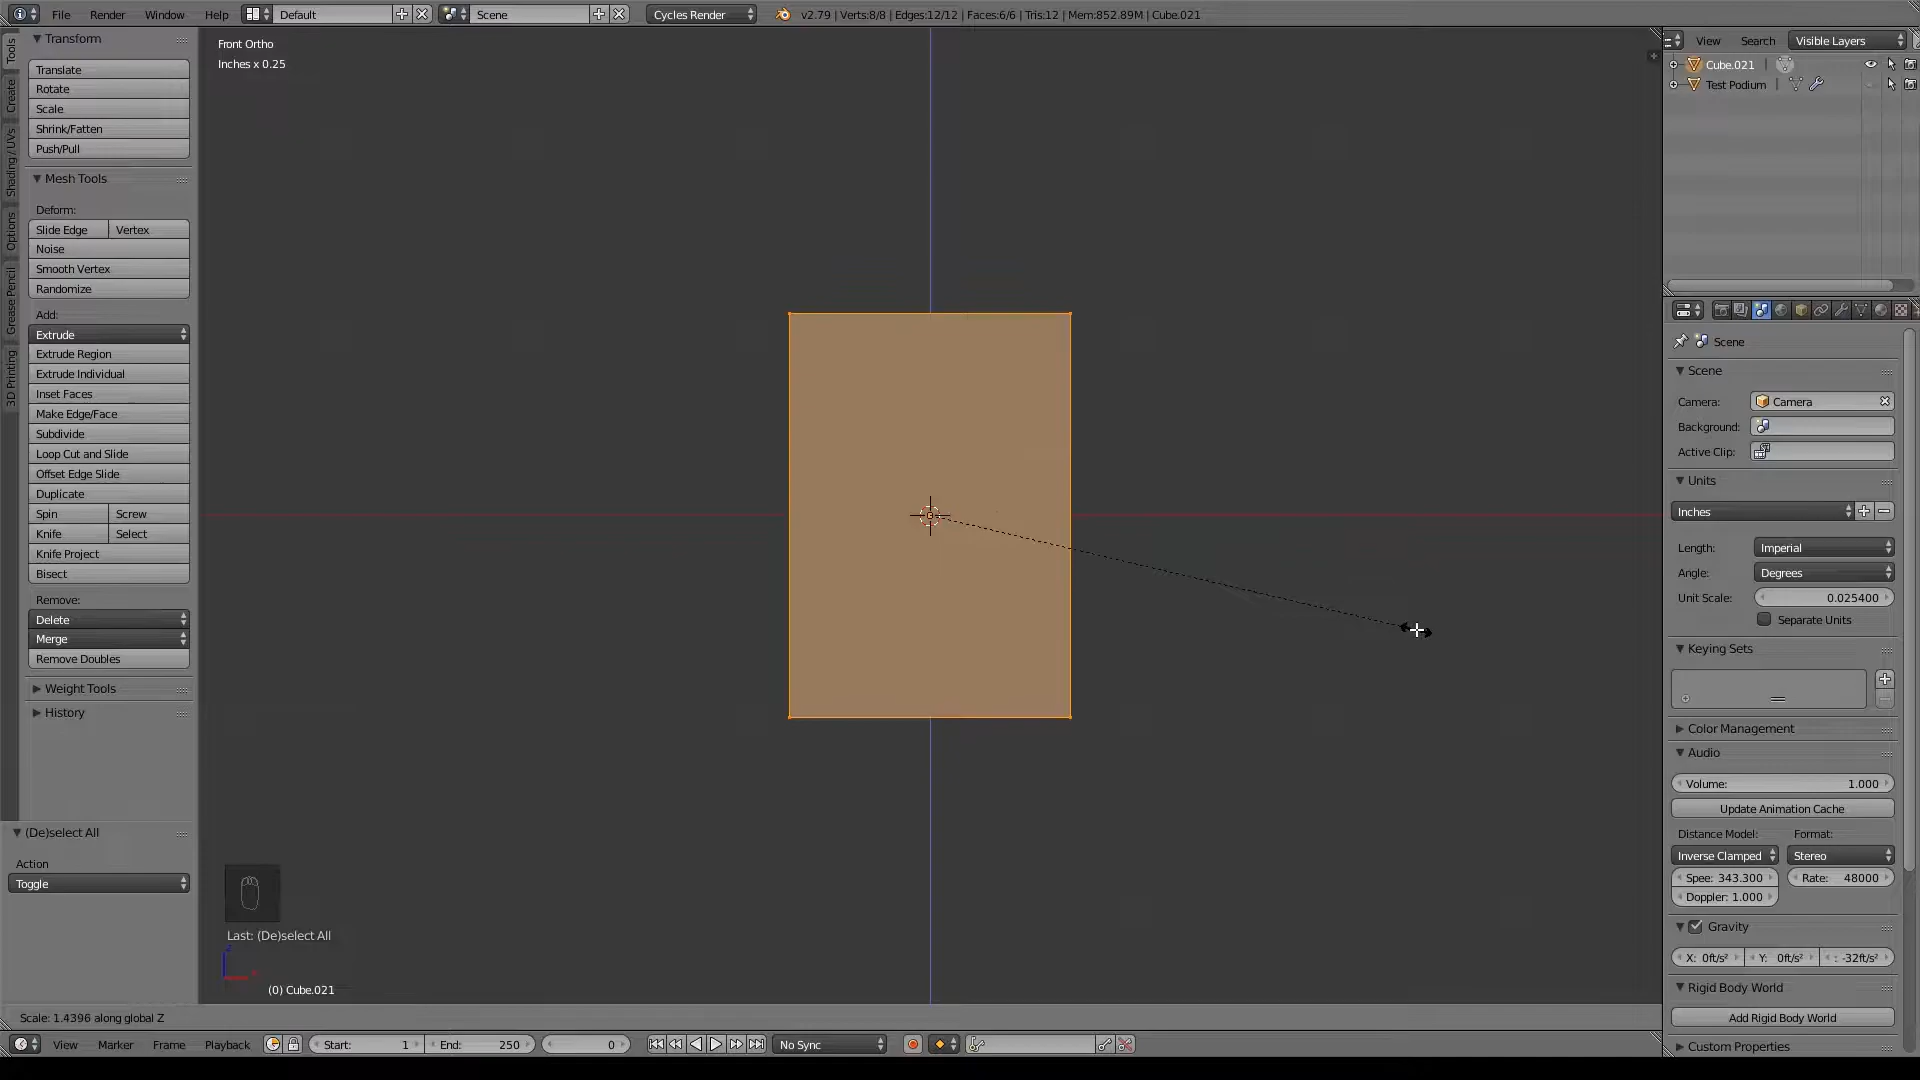 File Render Window Help Default Scene Cycles Render v2.79 | Verts:8/8 | Edges:12/12 | Faces:6/6 | Tris:12 | Mem:852.89M | Cube.021
Tools
Create
Shading / UVs
Options
Grease Pencil
3D Printing
Transform
Translate
Rotate
Scale
Shrink/Fatten
Push/Pull
Mesh Tools
Deform:
Slide Edge Vertex
Noise
Smooth Vertex
Randomize
Add:
Extrude
Extrude Region
Extrude Individual
Inset Faces
Make Edge/Face
Subdivide
Loop Cut and Slide
Offset Edge Slide
Duplicate
Spin Screw
Knife Select
Knife Project
Bisect
Remove:
Delete
Merge
Remove Doubles
Weight Tools
History
(De)select All
Action
Toggle
Front Ortho
Inches x 0.25
Last: (De)select All
(0) Cube.021
Scale: 1.4396 along global Z
View Marker Frame Playback Start: 1 End: 250 0 No Sync
View Search Visible Layers
Cube.021
Test Podium
Scene
Scene
Camera: Camera
Background:
Active Clip:
Units
Inches
Length: Imperial
Angle: Degrees
Unit Scale: 0.025400
Separate Units
Keying Sets
Color Management
Audio
Volume: 1.000
Update Animation Cache
Distance Model: Format:
Inverse Clamped Stereo
Spee: 343.300 Rate: 48000
Doppler: 1.000
Gravity
X: 0ft/s² Y: 0ft/s² : -32ft/s²
Rigid Body World
Add Rigid Body World
Custom Properties